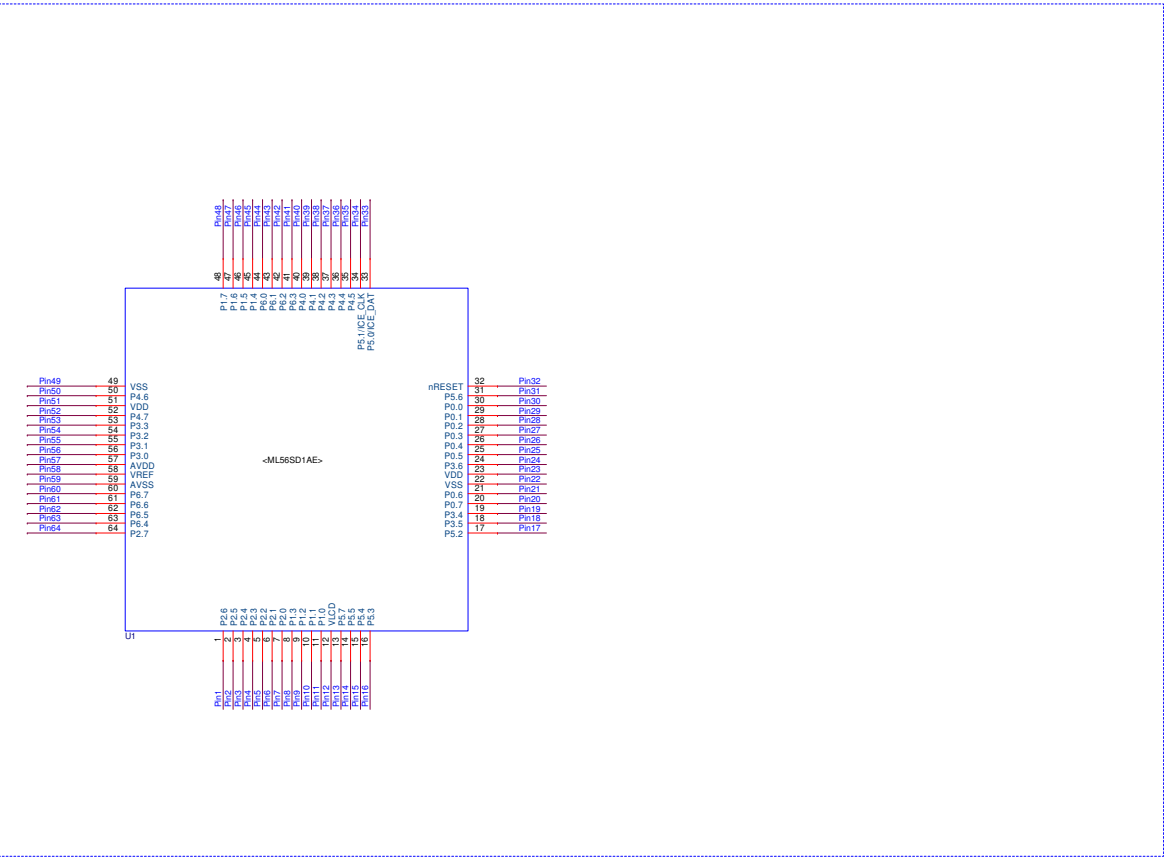 Pin48
Pin47
Pin46
Pin45
Pin44
Pin43
Pin42
Pin41
Pin40
Pin39
Pin38
Pin37
Pin36
Pin35
Pin34
Pin33
48
47
46
45
44
43
42
41
40
39
38
37
36
35
34
33
P1.7
P1.6
P1.5
P1.4
P6.0
P6.1
P6.2
P6.3
P4.0
P4.1
P4.2
P4.3
P4.4
P4.5
P5.1/ICE_CLK
P5.0/ICE_DAT
Pin49 49 VSS
Pin50 50 P4.6
Pin51 51 VDD
Pin52 52 P4.7
Pin53 53 P3.3
Pin54 54 P3.2
Pin55 55 P3.1
Pin56 56 P3.0
Pin57 57 AVDD
Pin58 58 VREF
Pin59 59 AVSS
Pin60 60 P6.7
Pin61 61 P6.6
Pin62 62 P6.5
Pin63 63 P6.4
Pin64 64 P2.7
<ML56SD1AE>
nRESET 32 Pin32
P5.6 31 Pin31
P0.0 30 Pin30
P0.1 29 Pin29
P0.2 28 Pin28
P0.3 27 Pin27
P0.4 26 Pin26
P0.5 25 Pin25
P3.6 24 Pin24
VDD 23 Pin23
VSS 22 Pin22
P0.6 21 Pin21
P0.7 20 Pin20
P3.4 19 Pin19
P3.5 18 Pin18
P5.2 17 Pin17
P2.6
P2.5
P2.4
P2.3
P2.2
P2.1
P2.0
P1.3
P1.2
P1.1
P1.0
VLCD
P5.7
P5.5
P5.4
P5.3
U1
1
2
3
4
5
6
7
8
9
10
11
12
13
14
15
16
Pin1
Pin2
Pin3
Pin4
Pin5
Pin6
Pin7
Pin8
Pin9
Pin10
Pin11
Pin12
Pin13
Pin14
Pin15
Pin16